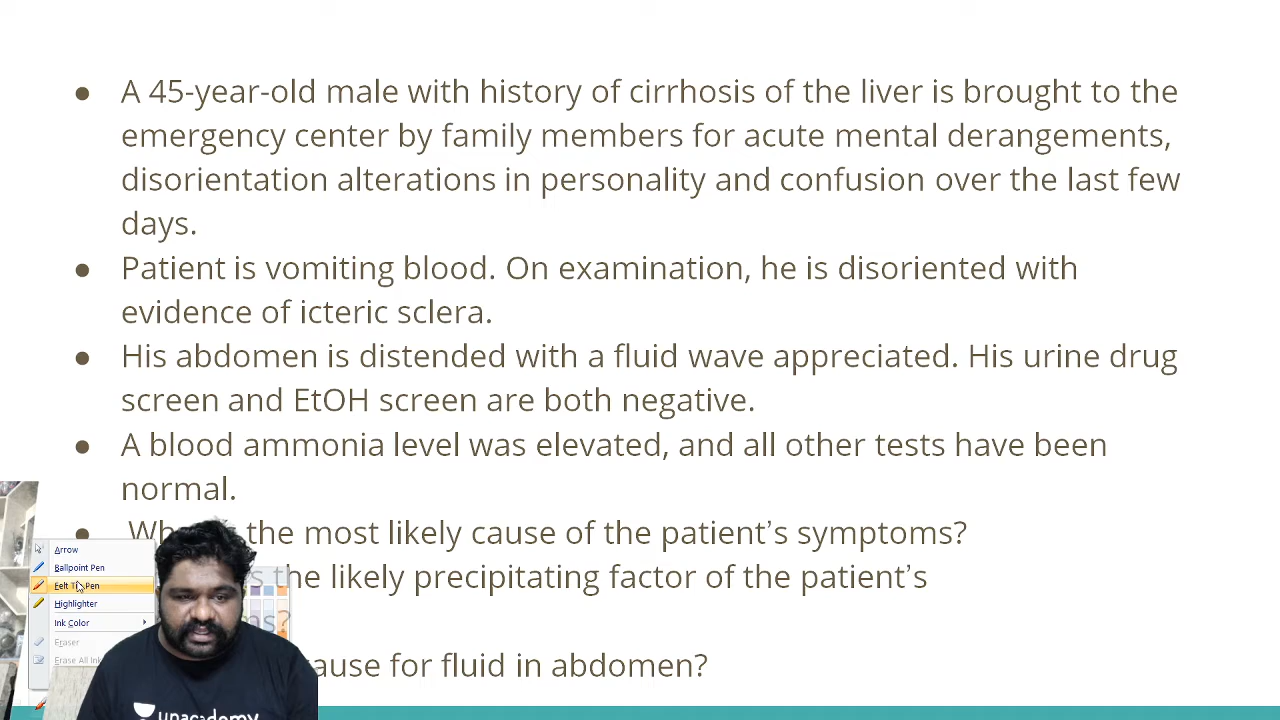 A 45-year-old male with history of cirrhosis of the liver is brought to the
emergency center by family members for acute mental derangements,
disorientation alterations in personality and confusion over the last few
days.
Patient is vomiting blood. On examination, he is disoriented with
evidence of icteric sclera.
His abdomen is distended with a fluid wave appreciated. His urine drug
screen and EtOH screen are both negative.
A blood ammonia level was elevated, and all other tests have been
normal.
the most likely cause of the patient's symptoms?
the likely precipitating factor of the patient's
cause for fluid in abdomen?
Arrow
Ballpoint Pen
Felt Tip Pen
Highlighter
Ink Color
Eraser
Erase All Ink
unacademy